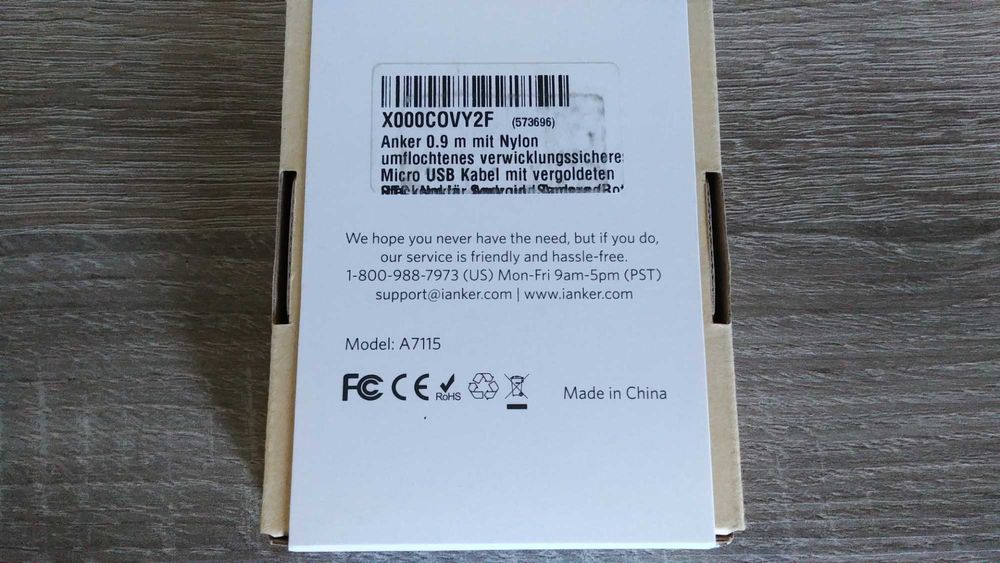 X000COVY2F (573696)
Anker 0.9 m mit Nylon
umflochtenes verwicklungssicheres
Micro USB Kabel mit vergoldeten
We hope you never have the need, but if you do,
our service is friendly and hassle-free.
1-800-988-7973 (US) Mon-Fri 9am-5pm (PST)
support@ianker.com | www.ianker.com
Model: A7115
FC CE RoHS Made in China